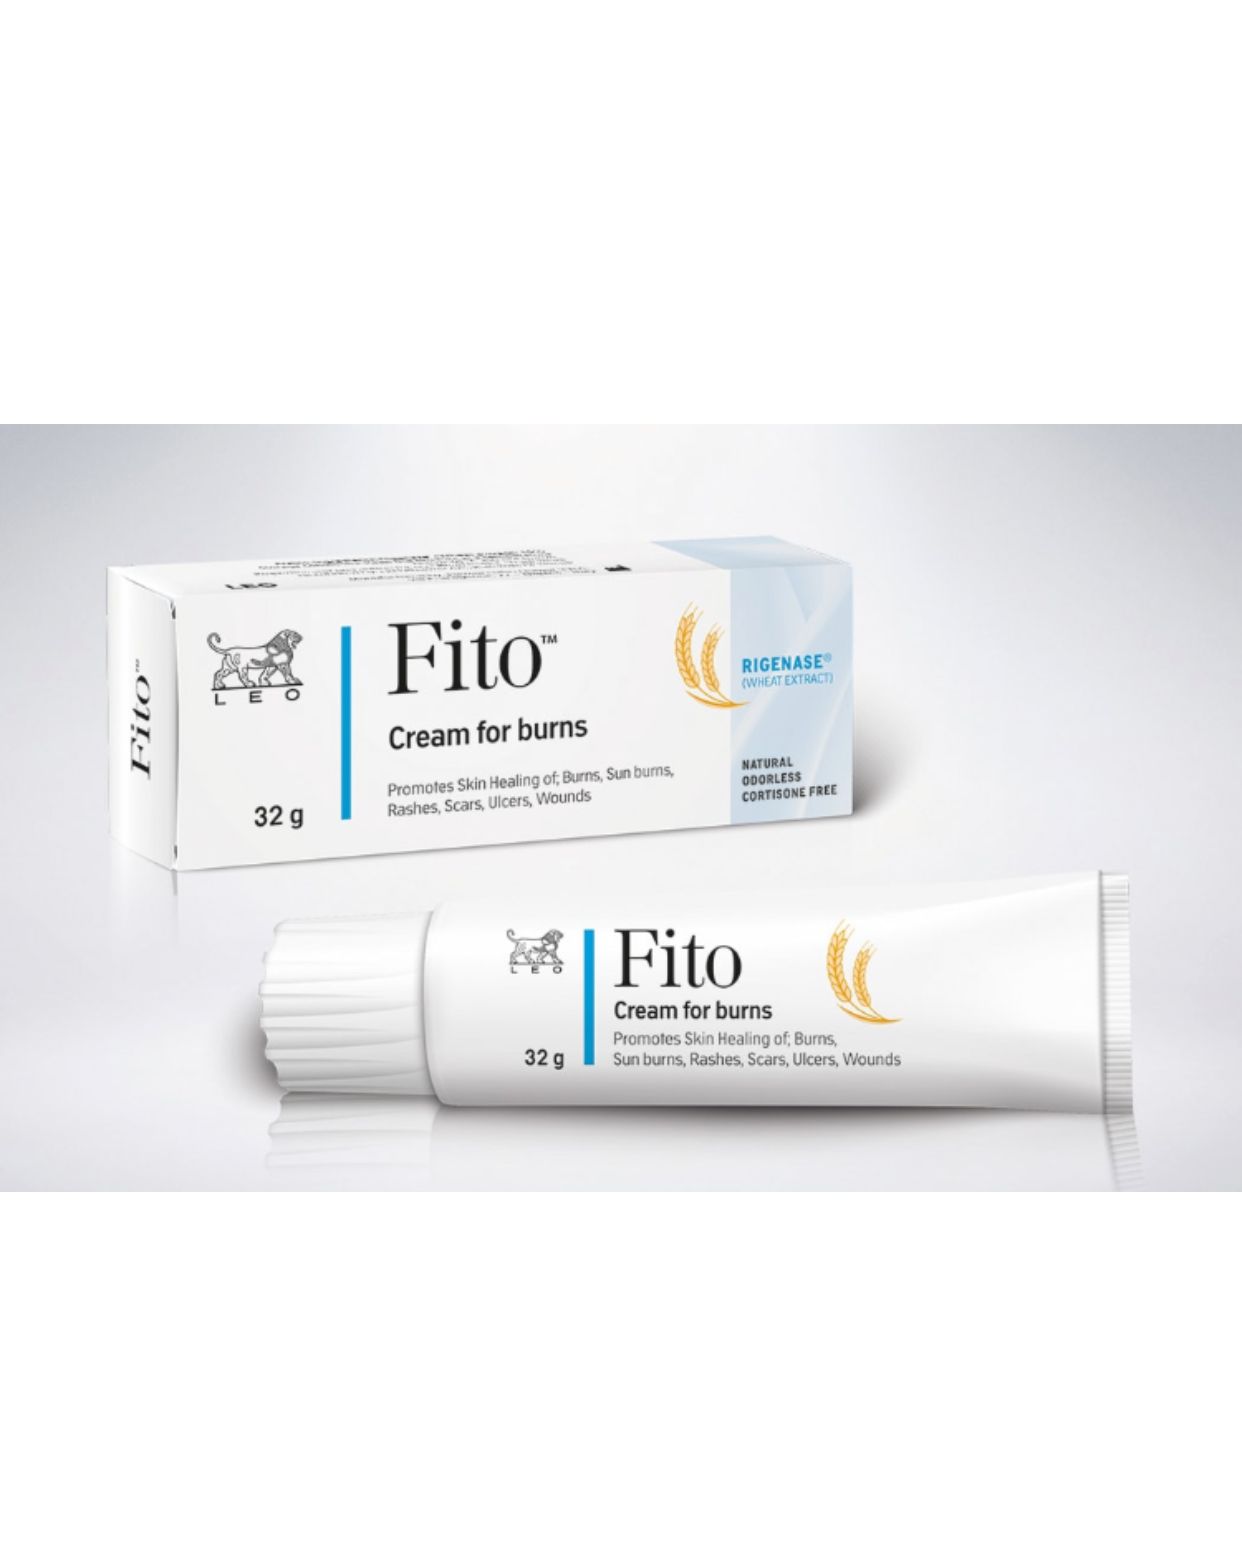 LEO
Fito™
LEO
32 g
Fito™
Cream for burns
Promotes Skin Healing of; Burns, Sun burns,
Rashes, Scars, Ulcers, Wounds
RIGENASE®
(WHEAT EXTRACT)
NATURAL
ODORLESS
CORTISONE FREE
LEO
32 g
Fito
Cream for burns
Promotes Skin Healing of; Burns,
Sun burns, Rashes, Scars, Ulcers, Wounds